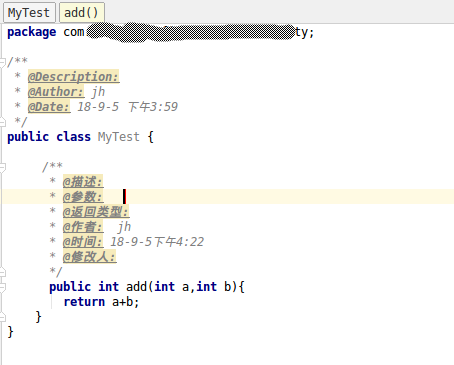 MyTest add()
package com ty;
/**
* @Description:
* @Author: jh
* @Date: 18-9-5 下午3:59
*/
public class MyTest {
/**
* @描述:
* @参数:
* @返回类型:
* @作者: jh
* @时间: 18-9-5下午4:22
* @修改人:
*/
public int add(int a,int b){
return a+b;
}
}